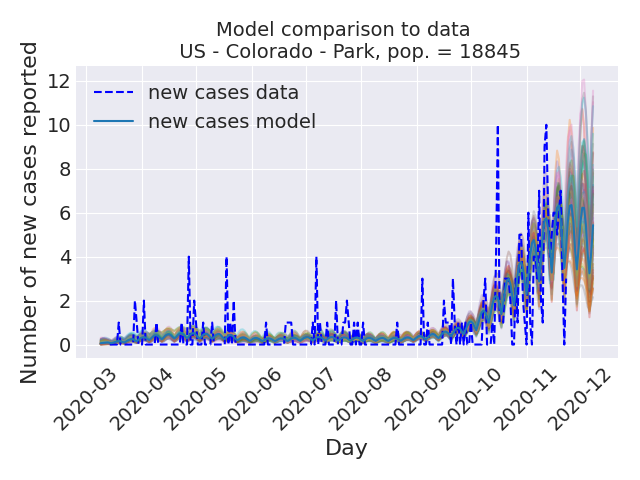 Model comparison to data
US - Colorado - Park, pop. = 18845
Number of new cases reported
12
10
8
6
4
2
0
new cases data
new cases model
2020-03
2020-04
2020-05
2020-06
2020-07
2020-08
2020-09
2020-10
2020-11
2020-12
Day